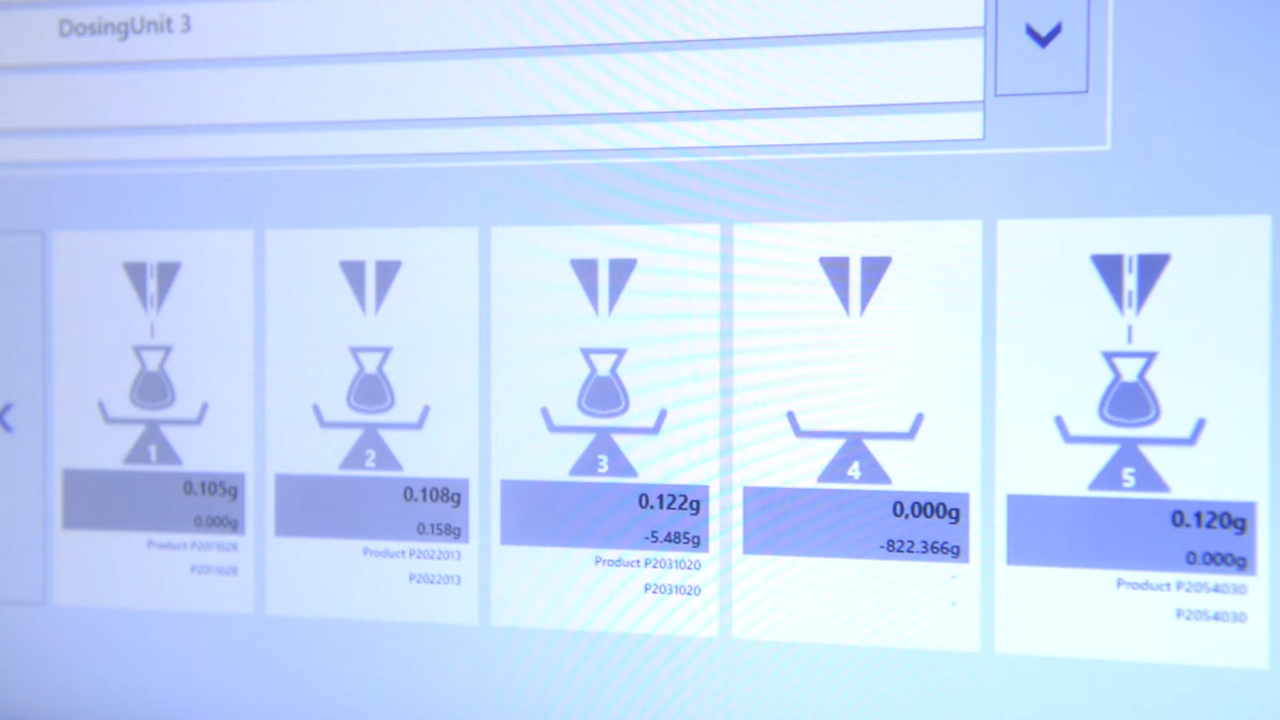 DosingUnit 3
1
0.105g
0.000g
Product P2011028
P2011028
2
0.108g
0.158g
Product P2022013
P2022013
3
0.122g
-5.485g
Product P2031020
P2031020
4
0,000g
-822.366g
-
-
5
0.120g
0.000g
Product P2054030
P2054030